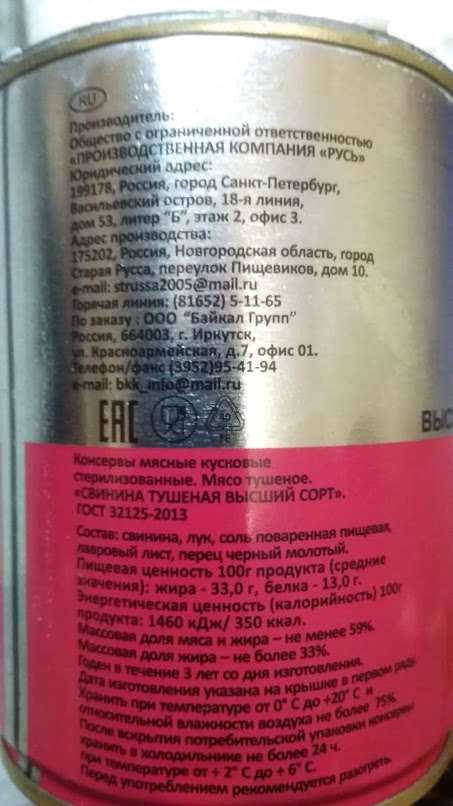 RU
Производитель:
Общество с ограниченной ответственностью
«ПРОИЗВОДСТВЕННАЯ КОМПАНИЯ «РУСЬ»
Юридический адрес:
199178, Россия, город Санкт-Петербург,
Васильевский остров, 18-я линия,
дом 53, литер "Б", этаж 2, офис 3.
Адрес производства:
175202, Россия, Новгородская область, город
Старая Русса, переулок Пищевиков, дом 10.
e-mail: strussa2005@mail.ru
Горячая линия: (81652) 5-11-65
По заказу : ООО "Байкал Групп"
Россия, 664003, г. Иркутск,
ул. Красноармейская, д.7, офис 01.
Телефон/факс (3952)95-41-94
e-mail: bkk_info@mail.ru
EAC
40
FE
Консервы мясные кусковые
стерилизованные. Мясо тушеное.
«СВИНИНА ТУШЕНАЯ ВЫСШИЙ СОРТ».
ГОСТ 32125-2013
Состав: свинина, лук, соль поваренная пищевая,
лавровый лист, перец черный молотый.
Пищевая ценность 100г продукта (средние
значения): жира - 33,0 г, белка - 13,0 г.
Энергетическая ценность (калорийность) 100г
продукта: 1460 кДж/ 350 ккал.
Массовая доля мяса и жира – не менее 59%.
Массовая доля жира – не более 33%.
Годен в течение 3 лет со дня изготовления.
Дата изготовления указана на крышке в первом ряду.
Хранить при температуре от 0° С до +20° С и
относительной влажности воздуха не более 75%.
После вскрытия потребительской упаковки консервы
хранить в холодильнике не более 24 ч.
при температуре от + 2° С до + 6° С.
Перед употреблением рекомендуется разогреть.